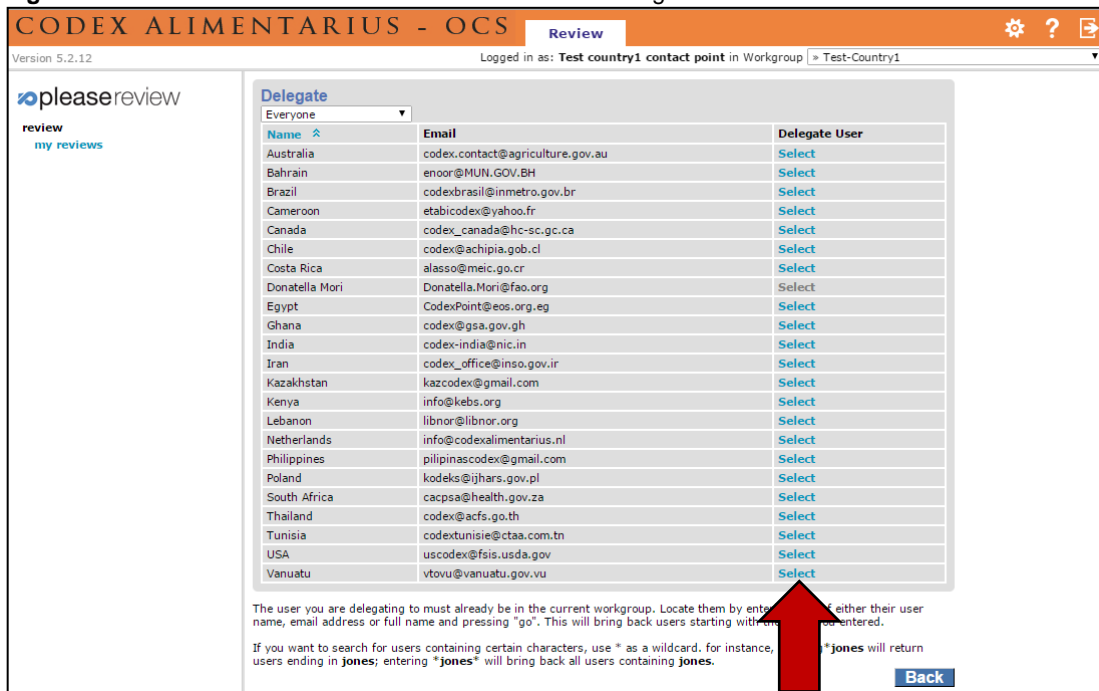 CODEX ALIMENTARIUS - OCS Review ?
Version 5.2.12 Logged in as: Test country1 contact point in Workgroup » Test-Country1
pleasereview
review
my reviews
Delegate
Everyone
Name Email Delegate User
Australia codex.contact@agriculture.gov.au Select
Bahrain enoor@MUN.GOV.BH Select
Brazil codexbrasil@inmetro.gov.br Select
Cameroon etabicodex@yahoo.fr Select
Canada codex_canada@hc-sc.gc.ca Select
Chile codex@achipia.gob.cl Select
Costa Rica alasso@meic.go.cr Select
Donatella Mori Donatella.Mori@fao.org Select
Egypt CodexPoint@eos.org.eg Select
Ghana codex@gsa.gov.gh Select
India codex-india@nic.in Select
Iran codex_office@inso.gov.ir Select
Kazakhstan kazcodex@gmail.com Select
Kenya info@kebs.org Select
Lebanon libnor@libnor.org Select
Netherlands info@codexalimentarius.nl Select
Philippines pilipinascodex@gmail.com Select
Poland kodeks@ijhars.gov.pl Select
South Africa cacpsa@health.gov.za Select
Thailand codex@acfs.go.th Select
Tunisia codextunisie@ctaa.com.tn Select
USA uscodex@fsis.usda.gov Select
Vanuatu vtovu@vanuatu.gov.vu Select
The user you are delegating to must already be in the current workgroup. Locate them by either their user
name, email address or full name and pressing "go". This will bring back users starting with entered.
If you want to search for users containing certain characters, use * as a wildcard. for instance, *jones will return
users ending in jones; entering *jones* will bring back all users containing jones.
Back